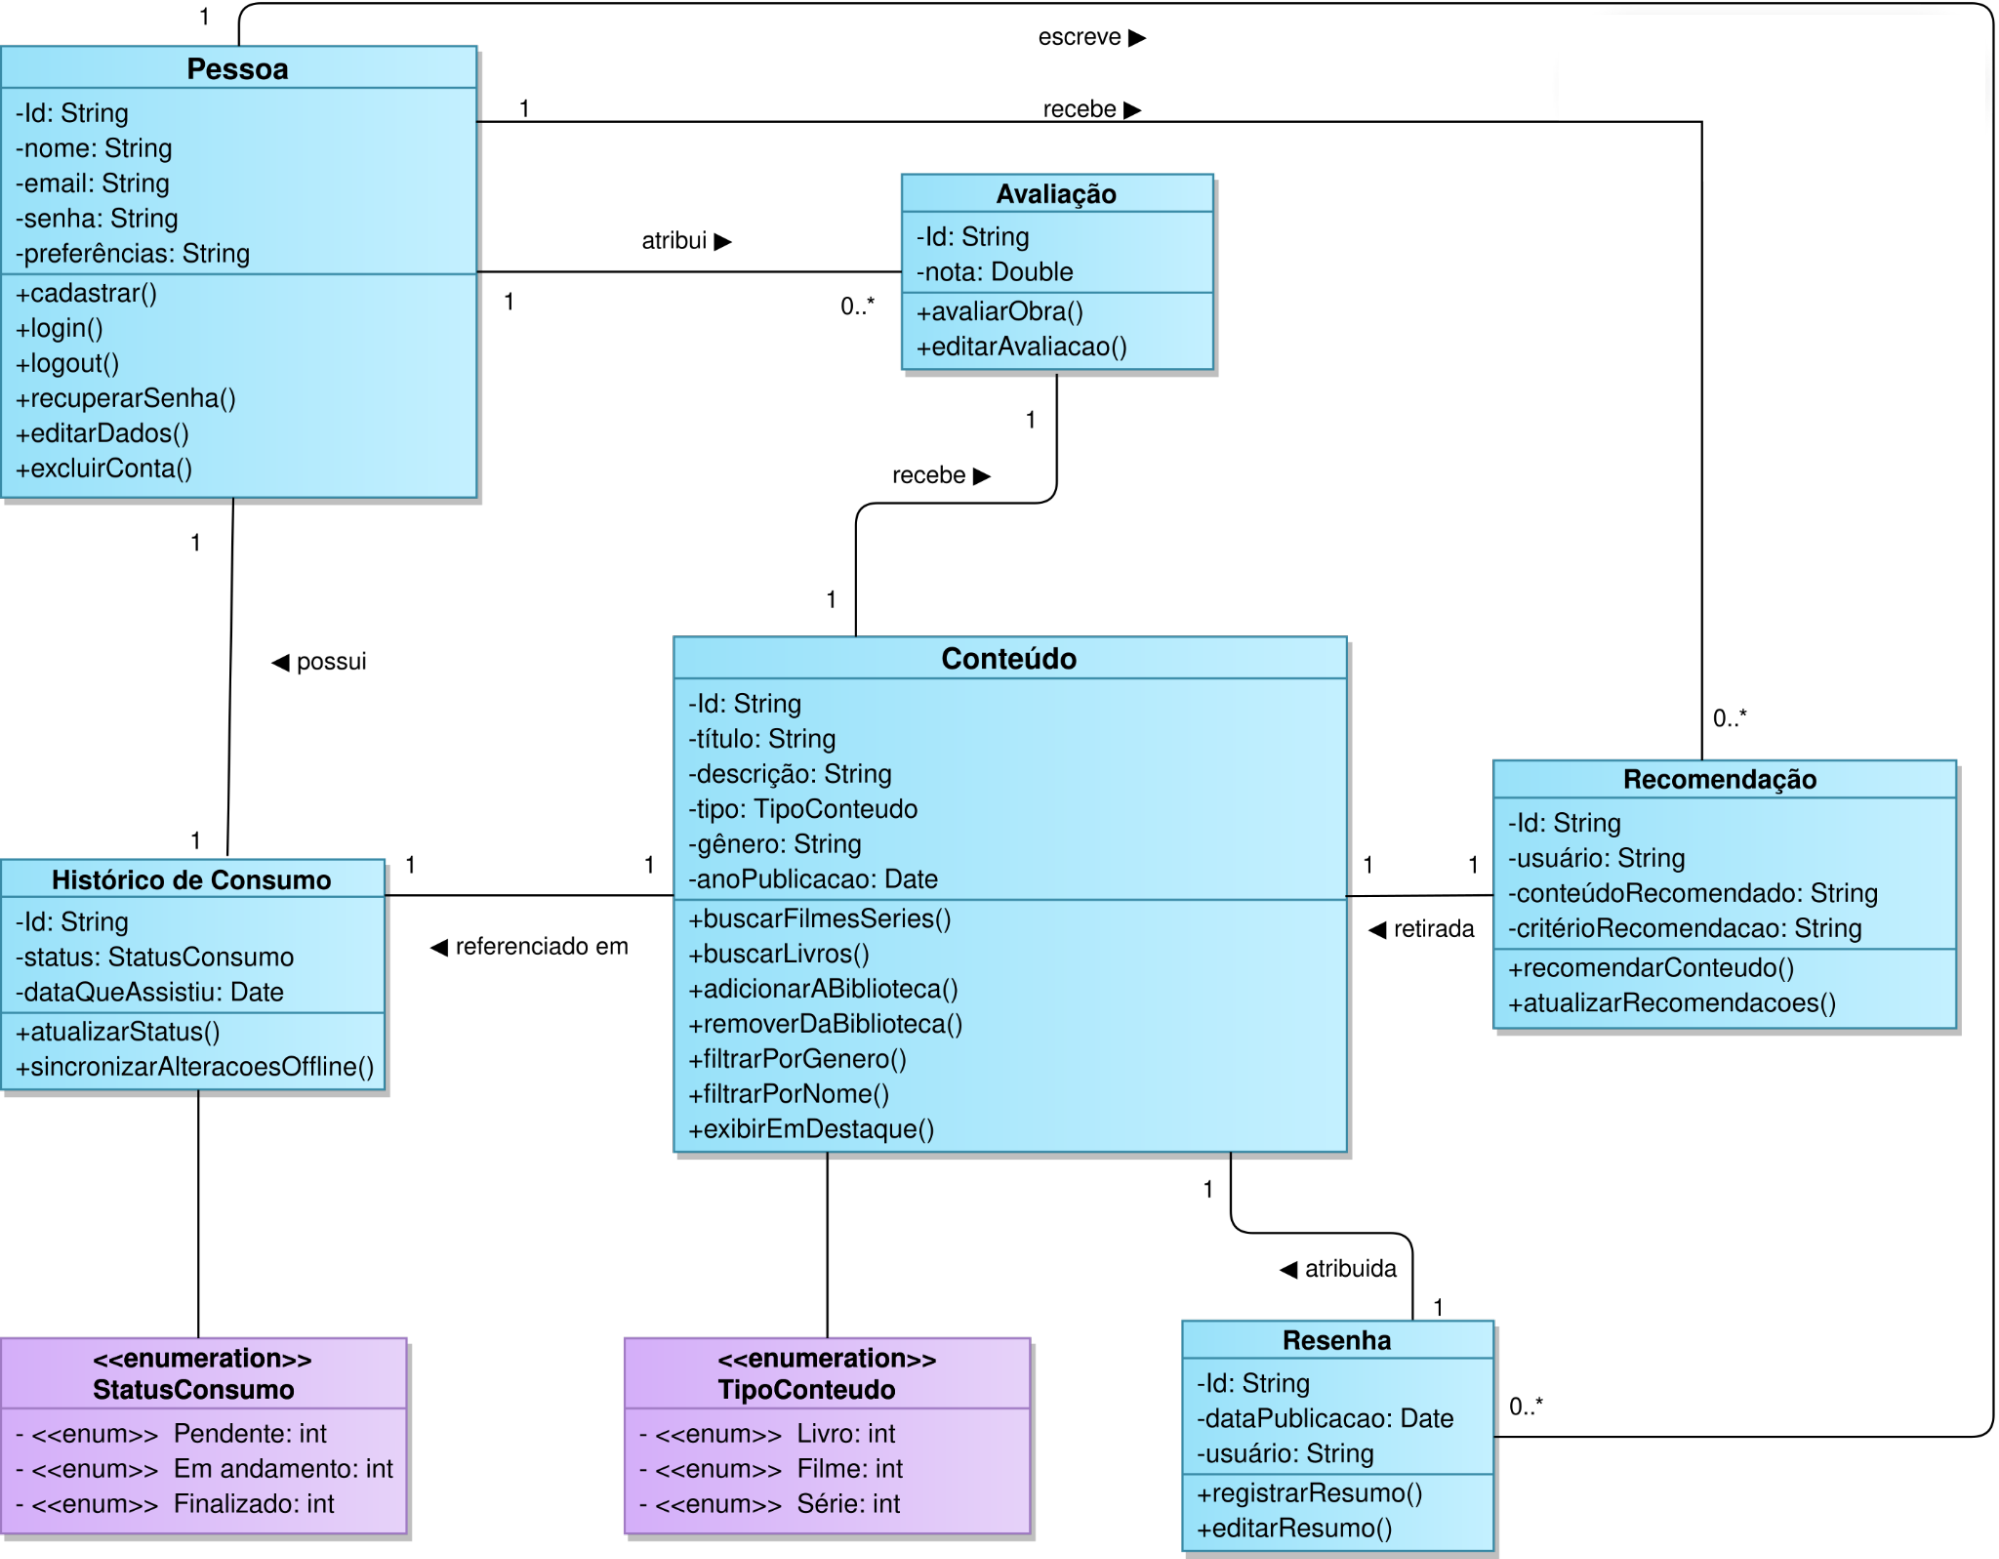 1
escreve ►
Pessoa
-Id: String
-nome: String
-email: String
-senha: String
-preferências: String
+cadastrar()
+login()
+logout()
+recuperarSenha()
+editarDados()
+excluirConta()
1
recebe ►
0..*
atribui ►
1
0..*
Avaliação
-Id: String
-nota: Double
+avaliarObra()
+editarAvaliacao()
1
recebe ►
1
1
◄ possui
1
Conteúdo
-Id: String
-título: String
-descrição: String
-tipo: TipoConteudo
-gênero: String
-anoPublicacao: Date
+buscarFilmesSeries()
+buscarLivros()
+adicionarABiblioteca()
+removerDaBiblioteca()
+filtrarPorGenero()
+filtrarPorNome()
+exibirEmDestaque()
Recomendação
-Id: String
-usuário: String
-conteúdoRecomendado: String
-critérioRecomendacao: String
+recomendarConteudo()
+atualizarRecomendacoes()
1
1
◄ retirada
Histórico de Consumo
-Id: String
-status: StatusConsumo
-dataQueAssistiu: Date
+atualizarStatus()
+sincronizarAlteracoesOffline()
1
1
◄ referenciado em
1
◄ atribuida
1
<<enumeration>>
StatusConsumo
- <<enum>> Pendente: int
- <<enum>> Em andamento: int
- <<enum>> Finalizado: int
<<enumeration>>
TipoConteudo
- <<enum>> Livro: int
- <<enum>> Filme: int
- <<enum>> Série: int
Resenha
-Id: String
-dataPublicacao: Date
-usuário: String
+registrarResumo()
+editarResumo()
0..*